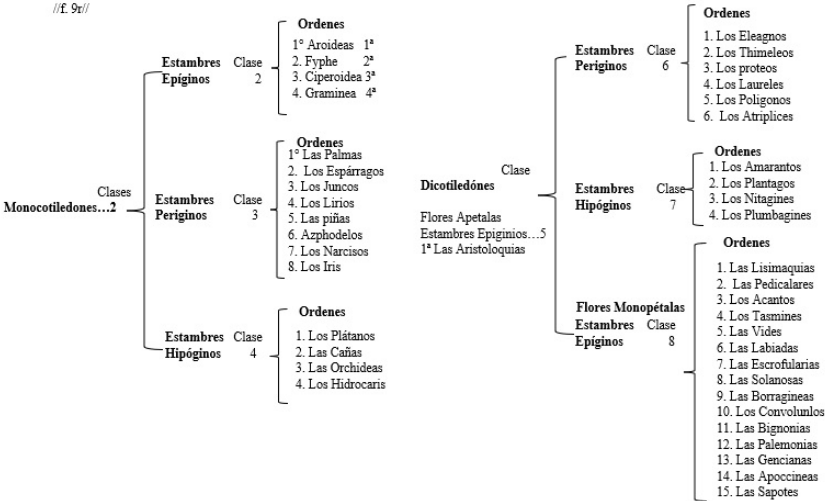 //f. 9r//
Monocotiledones…2
Clases
Estambres
Epíginos
Clase
2
Ordenes
1° Aroideas 1ª
2. Fyphe 2ª
3. Ciperoidea 3ª
4. Graminea 4ª
Estambres
Periginos
Clase
3
Ordenes
1° Las Palmas
2. Los Espárragos
3. Los Juncos
4. Los Lirios
5. Las piñas
6. Azphodelos
7. Los Narcisos
8. Los Iris
Estambres
Hipóginos
Clase
4
Ordenes
1. Los Plátanos
2. Las Cañas
3. Las Orchideas
4. Los Hidrocaris
Clase
Dicotiledónes
Flores Apetalas
Estambres Epiginios…5
1ª Las Aristoloquias
Estambres
Periginos
Clase
6
Ordenes
1. Los Eleagnos
2. Los Thimeleos
3. Los proteos
4. Los Laureles
5. Los Poligonos
6. Los Atriplices
Estambres
Hipóginos
Clase
7
Ordenes
1. Los Amarantos
2. Los Plantagos
3. Los Nitagines
4. Los Plumbagines
Flores Monopétalas
Estambres
Epíginos
Clase
8
Ordenes
1. Las Lisimaquias
2. Las Pedicalares
3. Los Acantos
4. Los Tasmines
5. Las Vides
6. Las Labiadas
7. Las Escrofularias
8. Las Solanosas
9. Las Borragineas
10. Los Convolunlos
11. Las Bignonias
12. Las Palemonias
13. Las Gencianas
14. Las Apoccineas
15. Las Sapotes